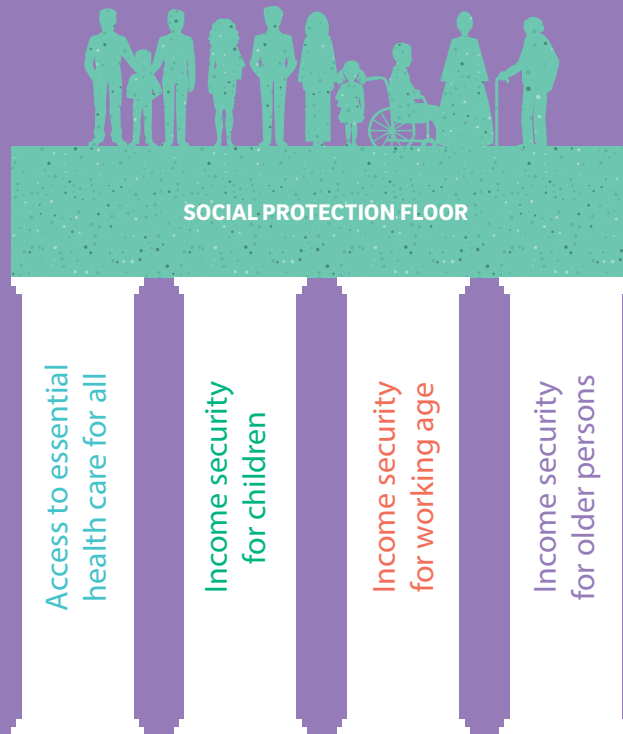 SOCIAL PROTECTION FLOOR
Access to essential
health care for all
Income security
for children
Income security
for working age
Income security
for older persons